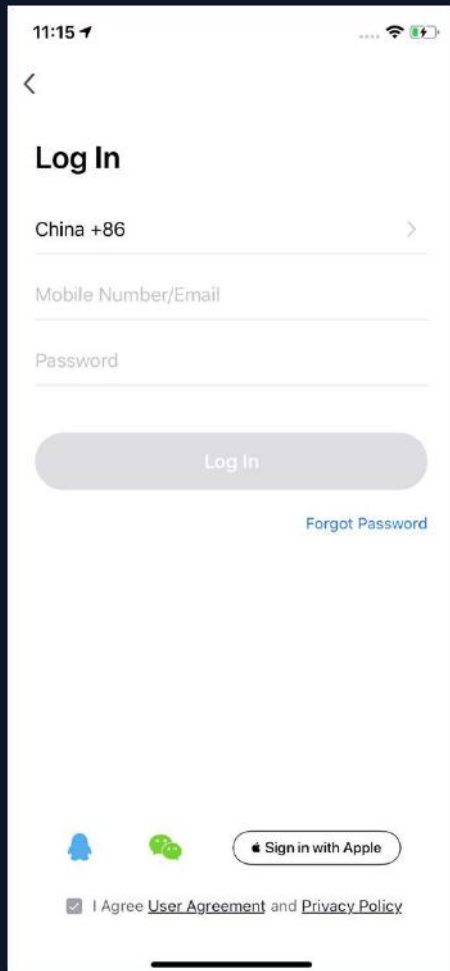 11:15
Log In
China +86
Mobile Number/Email
Password
Log In
Forgot Password
Sign in with Apple
I Agree User Agreement and Privacy Policy